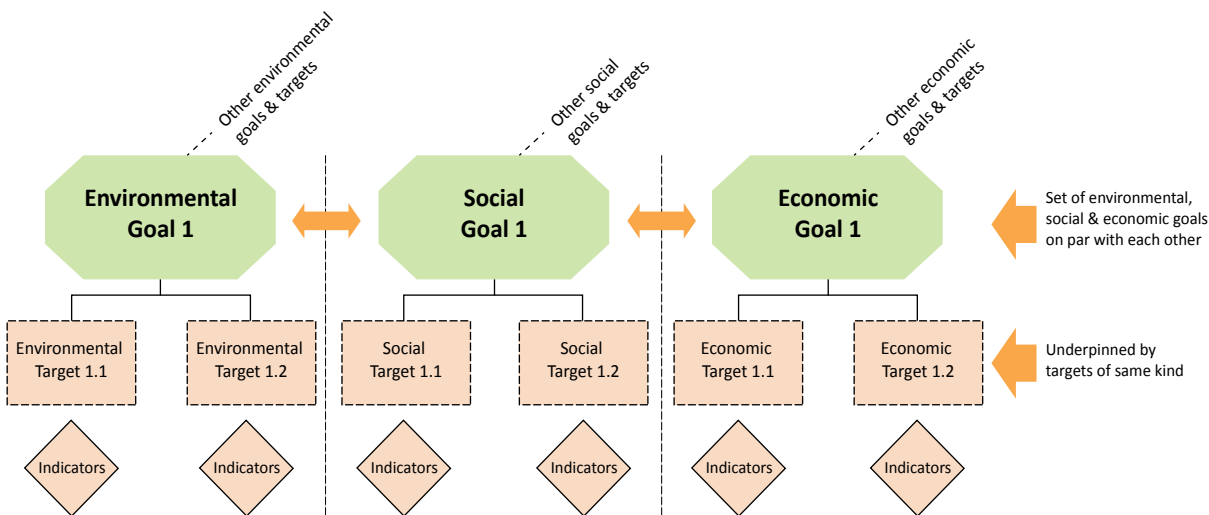 Other environmental
goals & targets
Other social
goals & targets
Other economic
goals & targets
Environmental
Goal 1
Social
Goal 1
Economic
Goal 1
Set of environmental,
social & economic goals
on par with each other
Environmental
Target 1.1
Environmental
Target 1.2
Social
Target 1.1
Social
Target 1.2
Economic
Target 1.1
Economic
Target 1.2
Underpinned by
targets of same kind
Indicators
Indicators
Indicators
Indicators
Indicators
Indicators